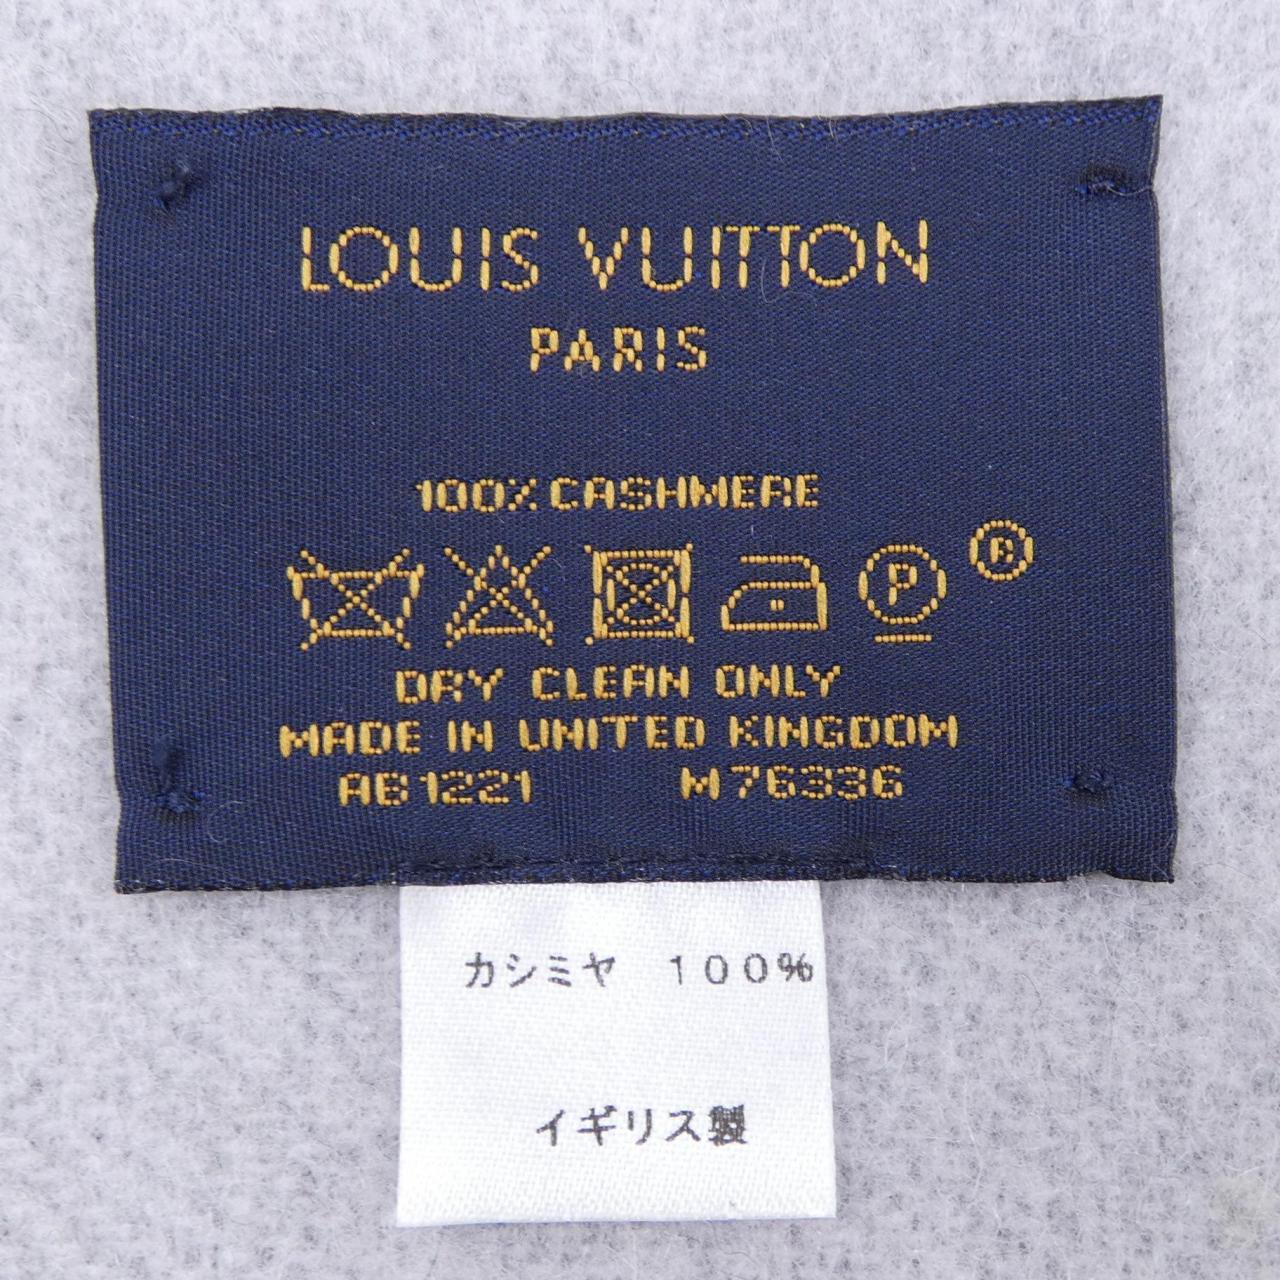 LOUIS VUITTON
PARIS
100% CASHMERE
P ®
DRY CLEAN ONLY
MADE IN UNITED KINGDOM
AB1221 M76336
カシミヤ 100%
イギリス製